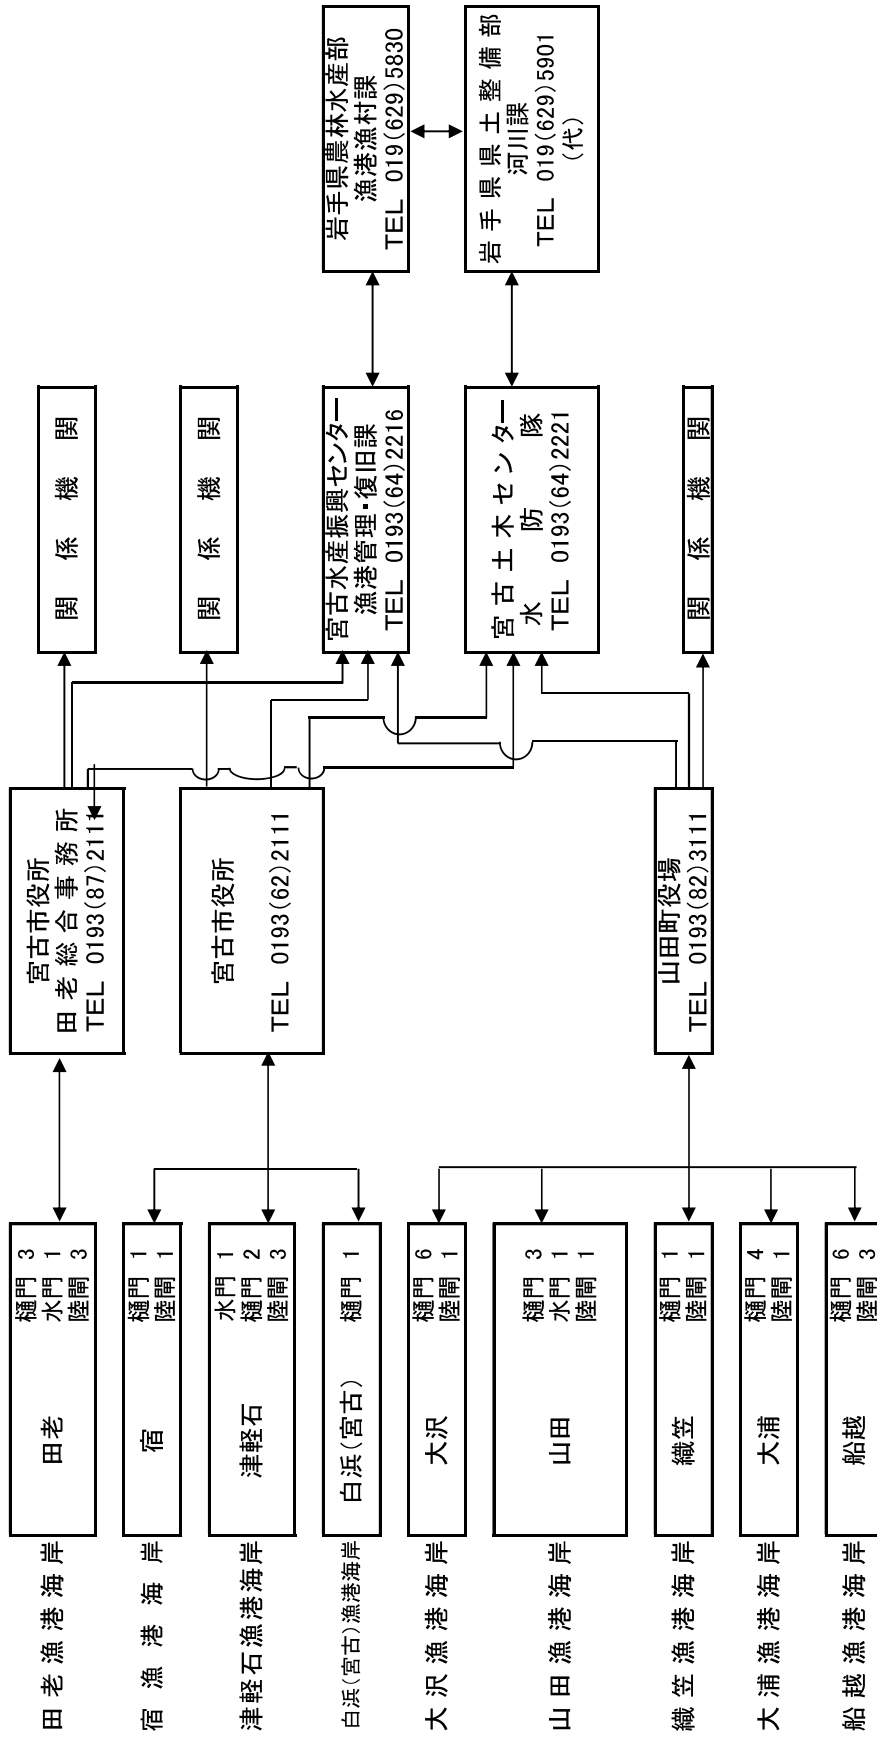 田老漁港海岸
田老
樋門 3
水門 1
陸閘 3
宿漁港海岸
宿
樋門 1
陸閘 1
津軽石漁港海岸
津軽石
水門 1
樋門 2
陸閘 3
白浜(宮古)漁港海岸
白浜(宮古)
樋門 1
大沢漁港海岸
大沢
樋門 6
陸閘 1
山田漁港海岸
山田
樋門 3
水門 1
陸閘 1
織笠漁港海岸
織笠
樋門 1
陸閘 1
大浦漁港海岸
大浦
樋門 4
陸閘 1
船越漁港海岸
船越
樋門 6
陸閘 3
宮古市役所
田老総合事務所
TEL 0193(87)2111
宮古市役所
TEL 0193(62)2111
山田町役場
TEL 0193(82)3111
関係機関
関係機関
宮古水産振興センター
漁港管理・復旧課
TEL 0193(64)2216
宮古土木センター
水防隊
TEL 0193(64)2221
関係機関
岩手県農林水産部
漁港漁村課
TEL 019(629)5830
岩手県県土整備部
河川課
TEL 019(629)5901
(代)